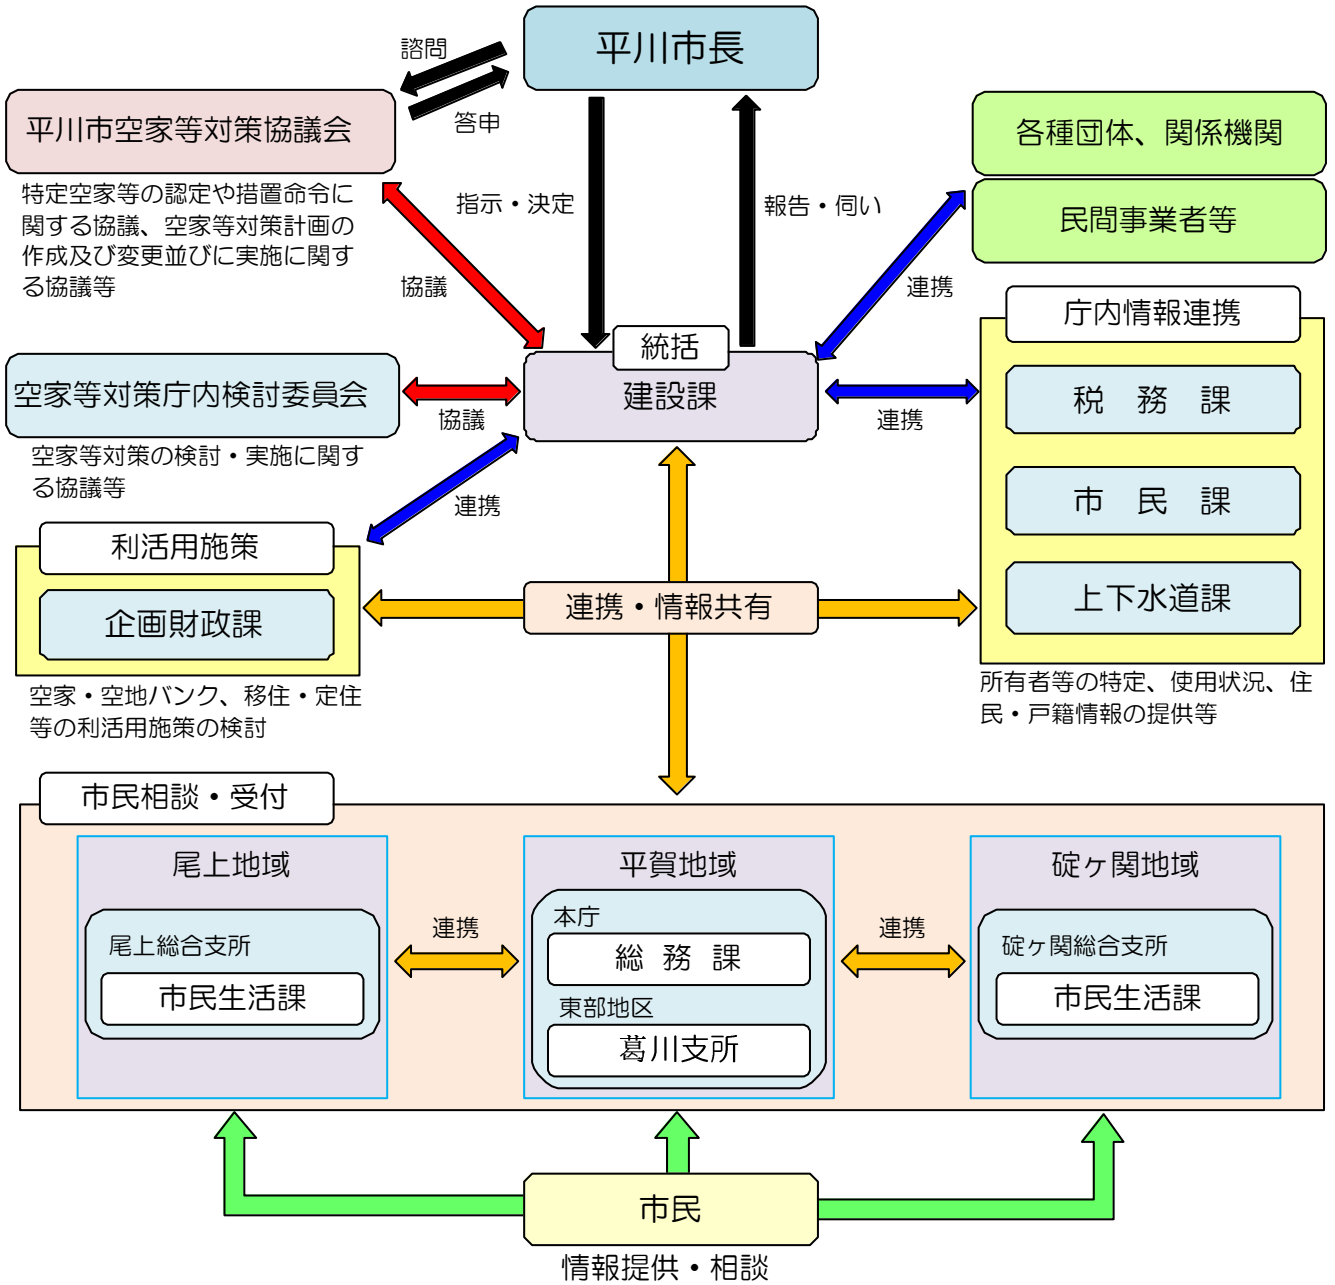 平川市長
諮問
答申
平川市空家等対策協議会
特定空家等の認定や措置命令に
関する協議、空家等対策計画の
作成及び変更並びに実施に関す
る協議等
指示・決定
報告・伺い
各種団体、関係機関
民間事業者等
協議
連携
庁内情報連携
統括
建設課
空家等対策庁内検討委員会
協議
連携
税　務　課
空家等対策の検討・実施に関す
る協議等
連携
市　民　課
利活用施策
企画財政課
連携・情報共有
上下水道課
空家・空地バンク、移住・定住
等の利活用施策の検討
所有者等の特定、使用状況、住
民・戸籍情報の提供等
市民相談・受付
尾上地域
平賀地域
碇ヶ関地域
尾上総合支所
市民生活課
連携
本庁
総　務　課
東部地区
葛川支所
連携
碇ヶ関総合支所
市民生活課
市民
情報提供・相談